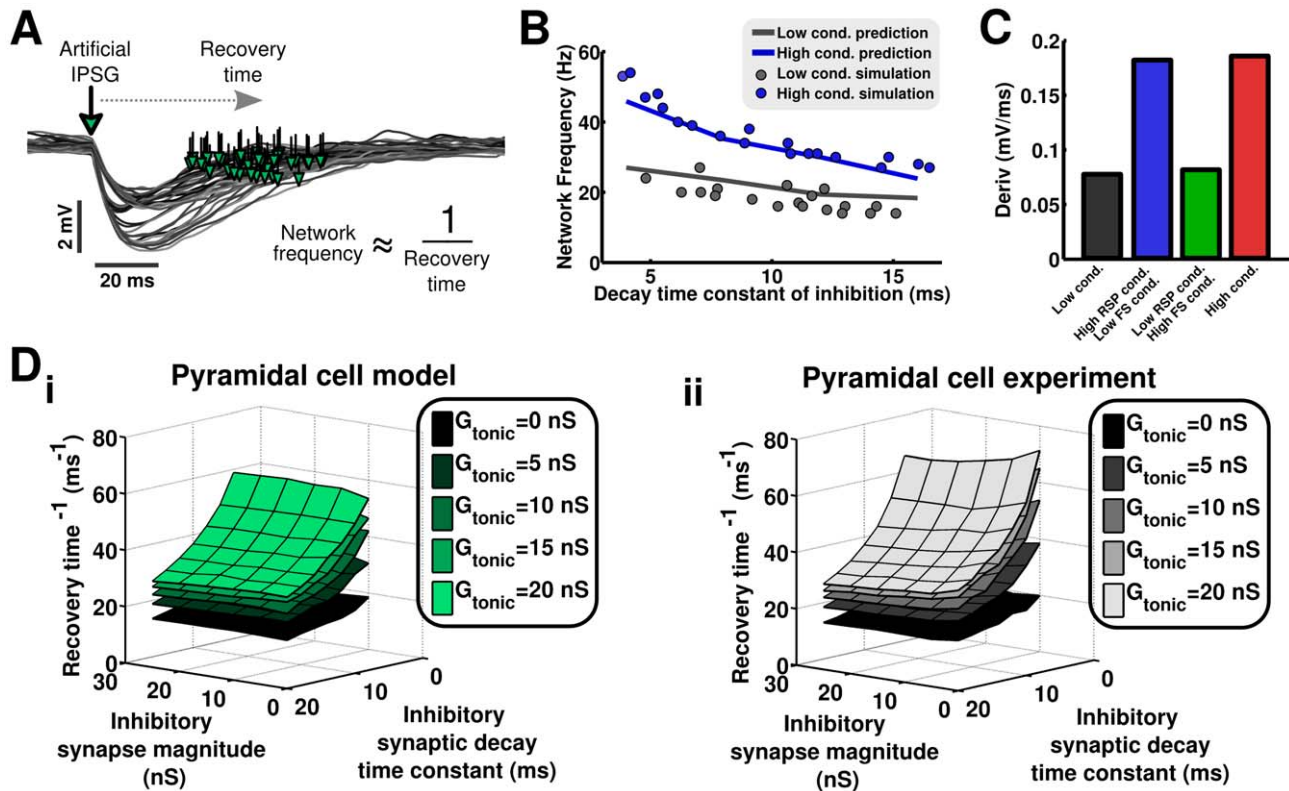 A
Artificial
IPSG
Recovery
time
2 mV
20 ms
Network
frequency
≈
1
Recovery
time
B
Network Frequency (Hz)
60
40
20
0
5
10
15
Decay time constant of inhibition (ms)
Low cond. prediction
High cond. prediction
Low cond. simulation
High cond. simulation
C
Deriv (mV/ms)
0.2
0.15
0.1
0.05
0
Low cond.
High RSP cond.
Low FS cond.
Low RSP cond.
High FS cond.
High cond.
D
i
Pyramidal cell model
Recovery time -1 (ms-1)
80
60
40
20
0
30
20
10
0
20
10
0
Inhibitory
synapse magnitude
(nS)
Inhibitory
synaptic decay
time constant (ms)
Gtonic=0 nS
Gtonic=5 nS
Gtonic=10 nS
Gtonic=15 nS
Gtonic=20 nS
ii
Pyramidal cell experiment
Recovery time -1 (ms-1)
80
60
40
20
0
30
20
10
0
20
10
0
Inhibitory
synapse magnitude
(nS)
Inhibitory
synaptic decay
time constant (ms)
Gtonic=0 nS
Gtonic=5 nS
Gtonic=10 nS
Gtonic=15 nS
Gtonic=20 nS